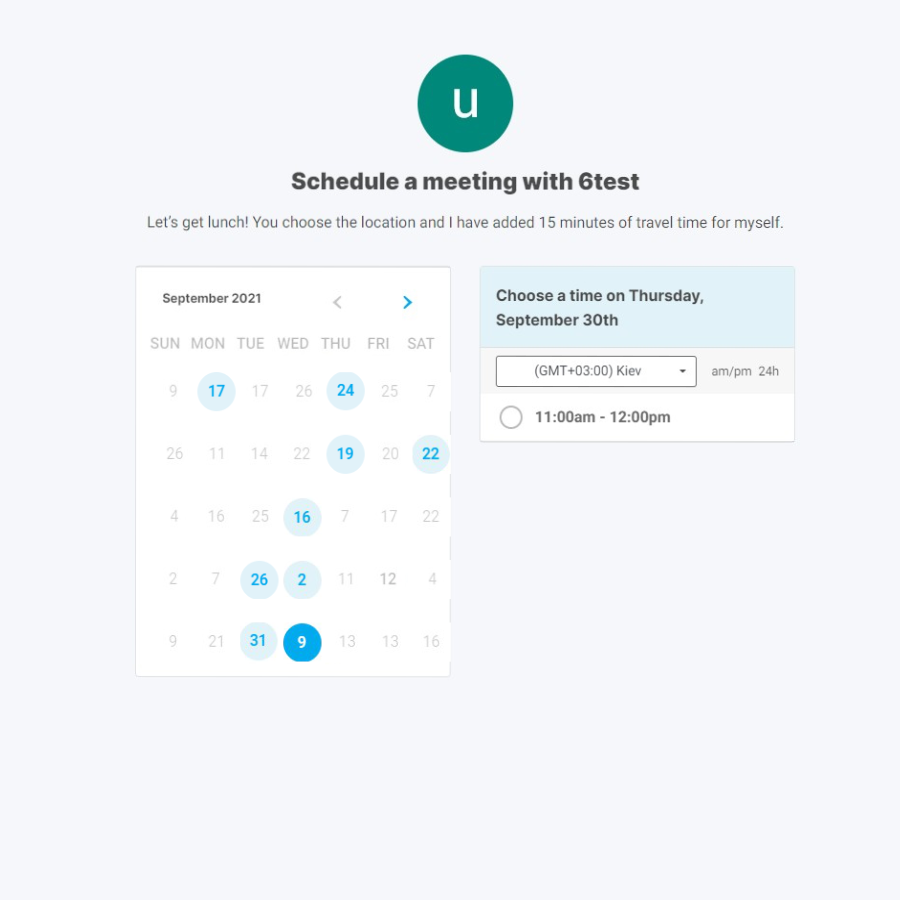 u
Schedule a meeting with 6test
Let's get lunch! You choose the location and I have added 15 minutes of travel time for myself.
September 2021
SUN MON TUE WED THU FRI SAT
9 17 17 26 24 25 7
26 11 14 22 19 20 22
4 16 25 16 7 17 22
2 7 26 2 11 12 4
9 21 31 9 13 13 16
Choose a time on Thursday,
September 30th
(GMT+03:00) Kiev am/pm 24h
11:00am - 12:00pm